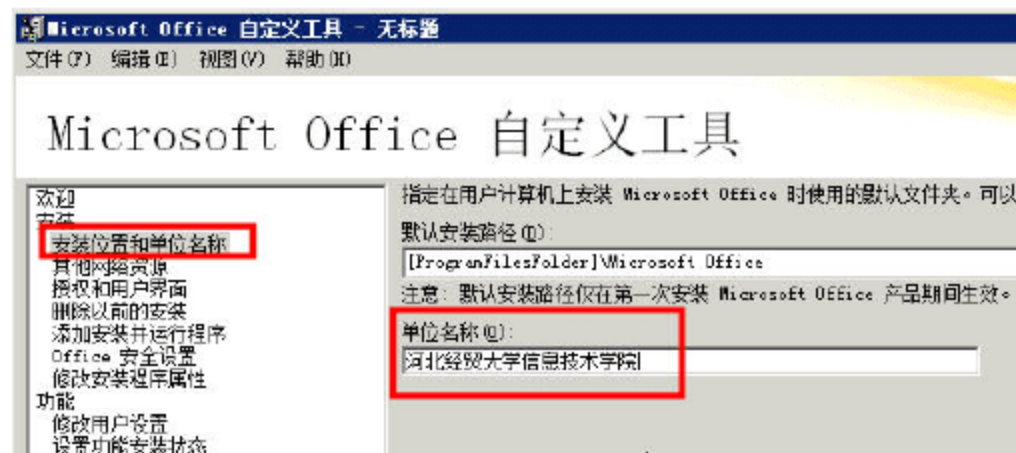 Microsoft Office 自定义工具 - 无标题
文件(F) 编辑(E) 视图(V) 帮助(H)
Microsoft Office 自定义工具
欢迎
安装
安装位置和单位名称
其他网络资源
授权和用户界面
删除以前的安装
添加安装并运行程序
Office 安全设置
修改安装程序属性
功能
修改用户设置
设置功能安装状态
指定在用户计算机上安装 Microsoft Office 时使用的默认文件夹。可以
默认安装路径(D):
[ProgramFilesFolder]\Microsoft Office
注意: 默认安装路径仅在第一次安装 Microsoft Office 产品期间生效。
单位名称(O):
河北经贸大学信息技术学院